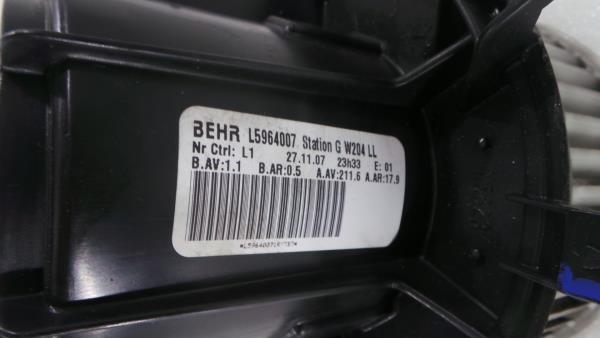 BEHR L5964007 Station G W204 LL
Nr Ctrl: L1 27.11.07 23h33 E: 01
B.AV:1.1 B.AR:0.5 A.AV:211.6 A.AR:17.9